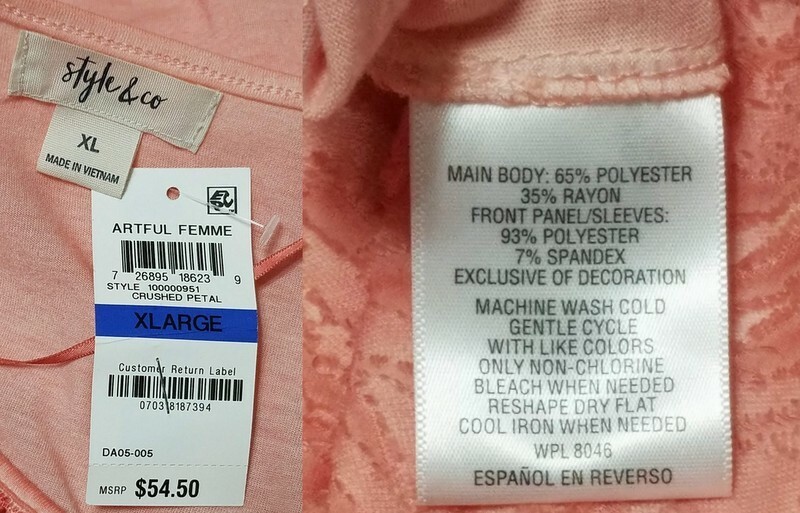 style & co
XL
MADE IN VIETNAM
ARTFUL FEMME
7 26895 18623 9
STYLE 100000951
CRUSHED PETAL
XLARGE
Customer Return Label
0703 8187394
DA05-005
MSRP $54.50
MAIN BODY: 65% POLYESTER
35% RAYON
FRONT PANEL/SLEEVES:
93% POLYESTER
7% SPANDEX
EXCLUSIVE OF DECORATION
MACHINE WASH COLD
GENTLE CYCLE
WITH LIKE COLORS
ONLY NON-CHLORINE
BLEACH WHEN NEEDED
RESHAPE DRY FLAT
COOL IRON WHEN NEEDED
WPL 8046
ESPAÑOL EN REVERSO